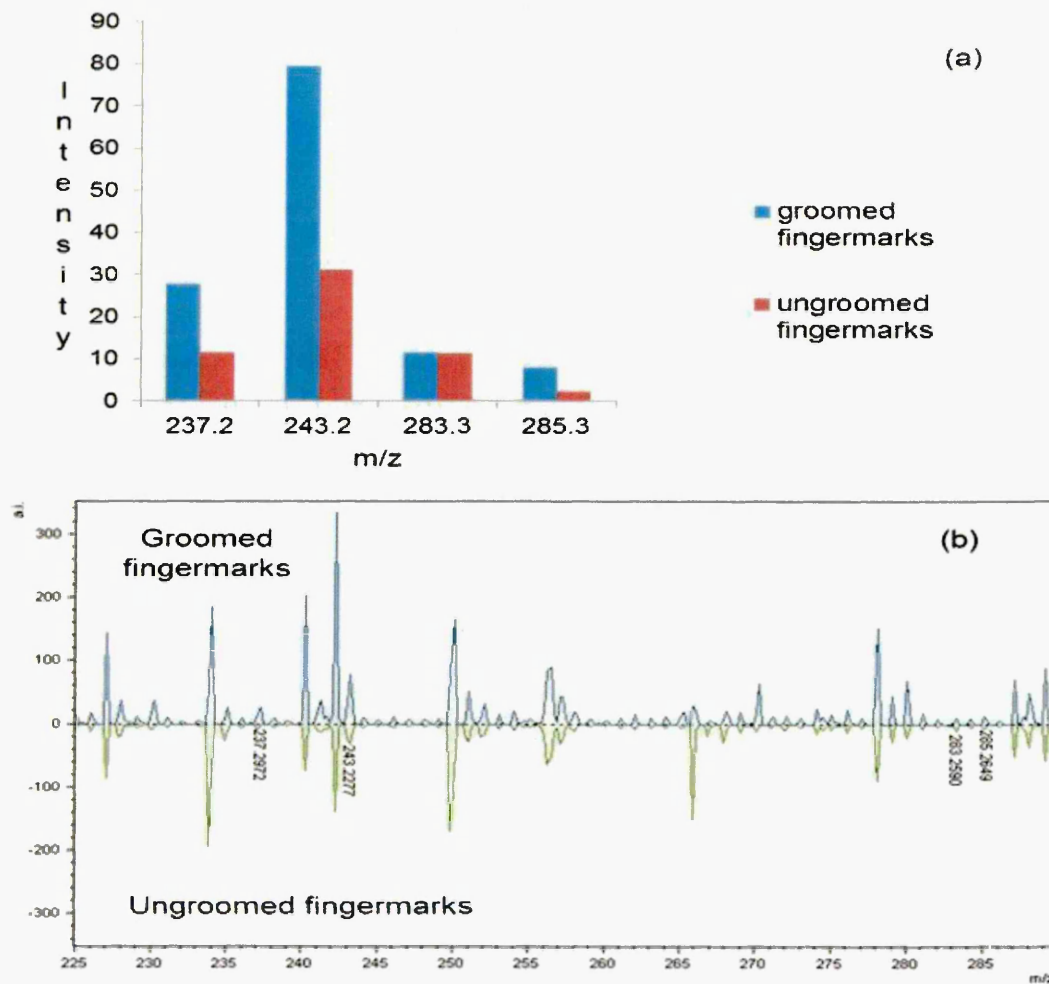 90
80
70
60
50
40
30
20
10
0
Intensity
237.2 243.2 283.3 285.3
m/z
(a)
groomed
fingermarks
ungroomed
fingermarks
a.i.
300
200
100
0
-100
-200
-300
Groomed
fingermarks
(b)
237.2972
243.2277
283.2590
285.2649
Ungroomed fingermarks
225 230 235 240 245 250 255 260 265 270 275 280 285
m/z